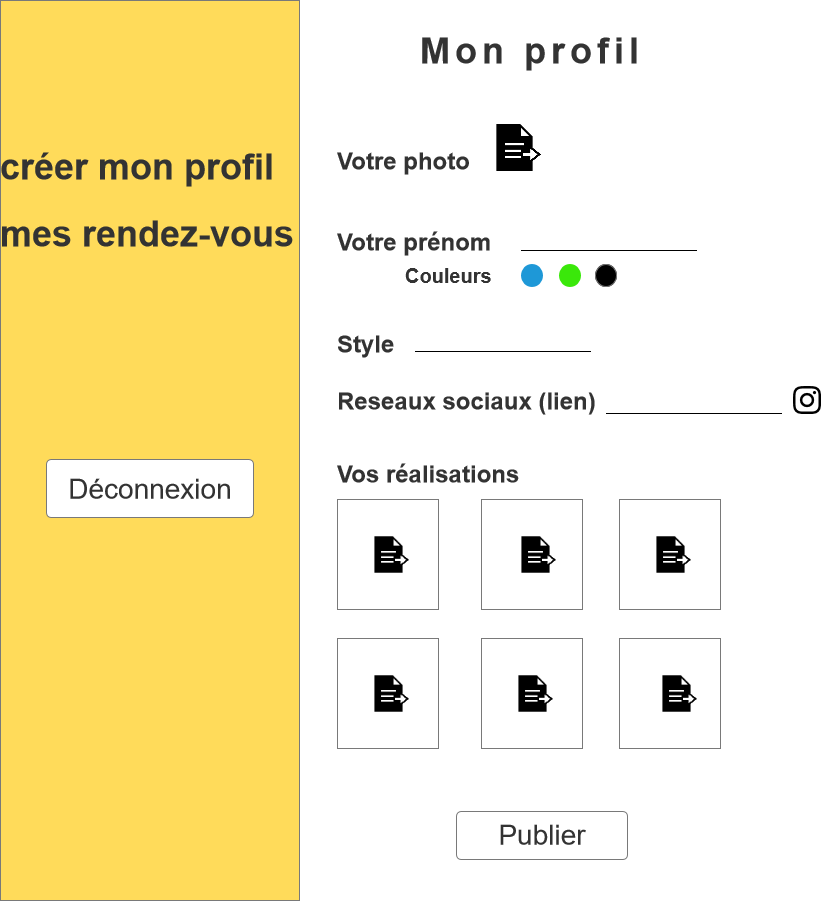 Mon profil
créer mon profil
mes rendez-vous
Déconnexion
Votre photo
Votre prénom
Couleurs
Style
Reseaux sociaux (lien)
Vos réalisations
Publier